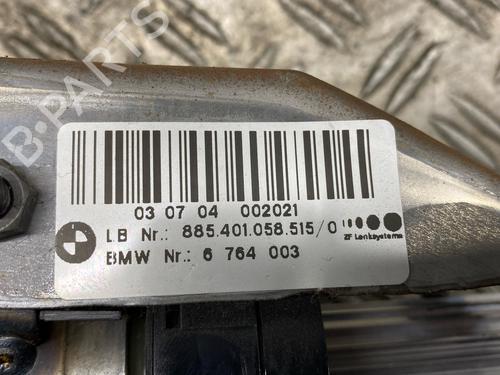 B-PARTS
03 07 04 002021
LB Nr.: 885.401.058.515/0
ZF Lenksysteme
BMW Nr.: 6 764 003